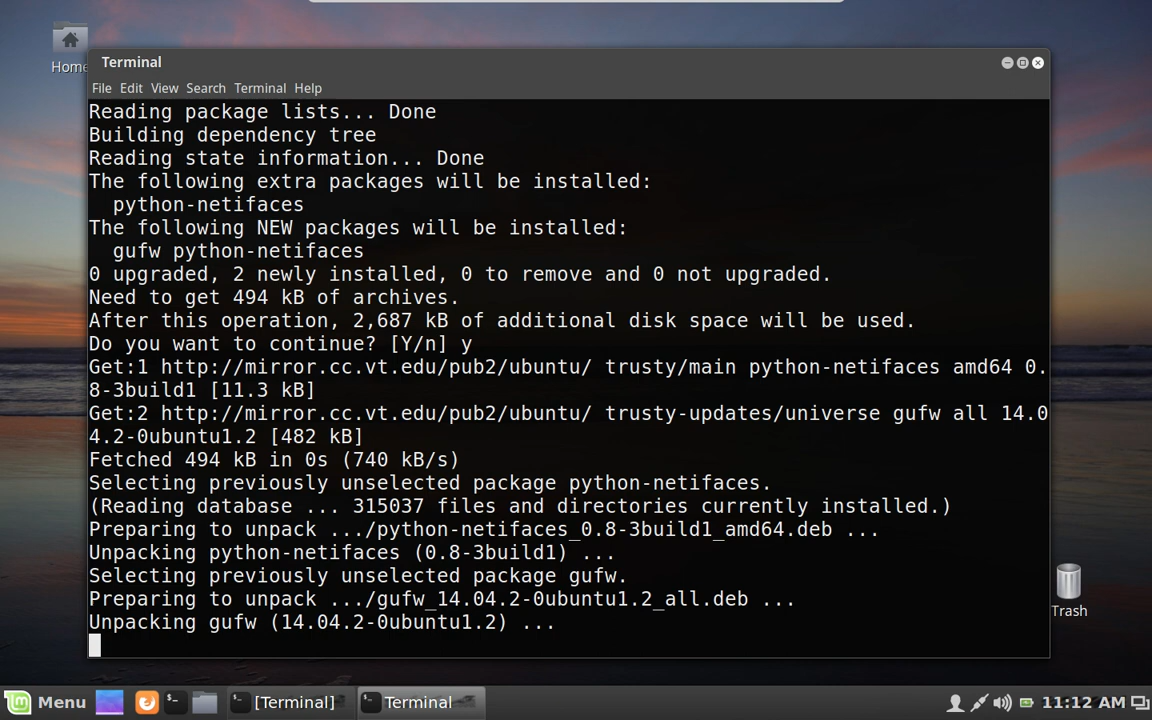 Home
Terminal
File Edit View Search Terminal Help
Reading package lists... Done
Building dependency tree
Reading state information... Done
The following extra packages will be installed:
  python-netifaces
The following NEW packages will be installed:
  gufw python-netifaces
0 upgraded, 2 newly installed, 0 to remove and 0 not upgraded.
Need to get 494 kB of archives.
After this operation, 2,687 kB of additional disk space will be used.
Do you want to continue? [Y/n] y
Get:1 http://mirror.cc.vt.edu/pub2/ubuntu/ trusty/main python-netifaces amd64 0.
8-3build1 [11.3 kB]
Get:2 http://mirror.cc.vt.edu/pub2/ubuntu/ trusty-updates/universe gufw all 14.0
4.2-0ubuntu1.2 [482 kB]
Fetched 494 kB in 0s (740 kB/s)
Selecting previously unselected package python-netifaces.
(Reading database ... 315037 files and directories currently installed.)
Preparing to unpack .../python-netifaces_0.8-3build1_amd64.deb ...
Unpacking python-netifaces (0.8-3build1) ...
Selecting previously unselected package gufw.
Preparing to unpack .../gufw_14.04.2-0ubuntu1.2_all.deb ...
Unpacking gufw (14.04.2-0ubuntu1.2) ...
Trash
Menu [Terminal] Terminal 11:12 AM